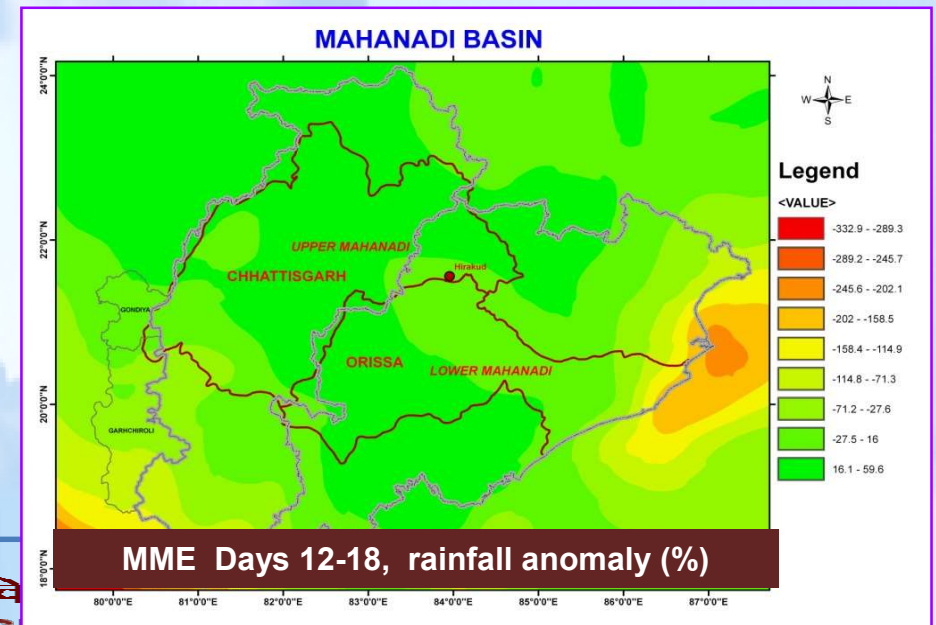 MAHANADI BASIN
24°0'0"N
22°0'0"N
20°0'0"N
18°0'0"N
N
W E
S
Legend
<VALUE>
-332.9 - -289.3
-289.2 - -245.7
-245.6 - -202.1
-202 - -158.5
-158.4 - -114.9
-114.8 - -71.3
-71.2 - -27.6
-27.5 - 16
16.1 - 59.6
UPPER MAHANADI
Hirakud
CHHATTISGARH
GONDIYA
ORISSA
LOWER MAHANADI
GARHCHIROLI
MME Days 12-18, rainfall anomaly (%)
80°0'0"E 81°0'0"E 82°0'0"E 83°0'0"E 84°0'0"E 85°0'0"E 86°0'0"E 87°0'0"E